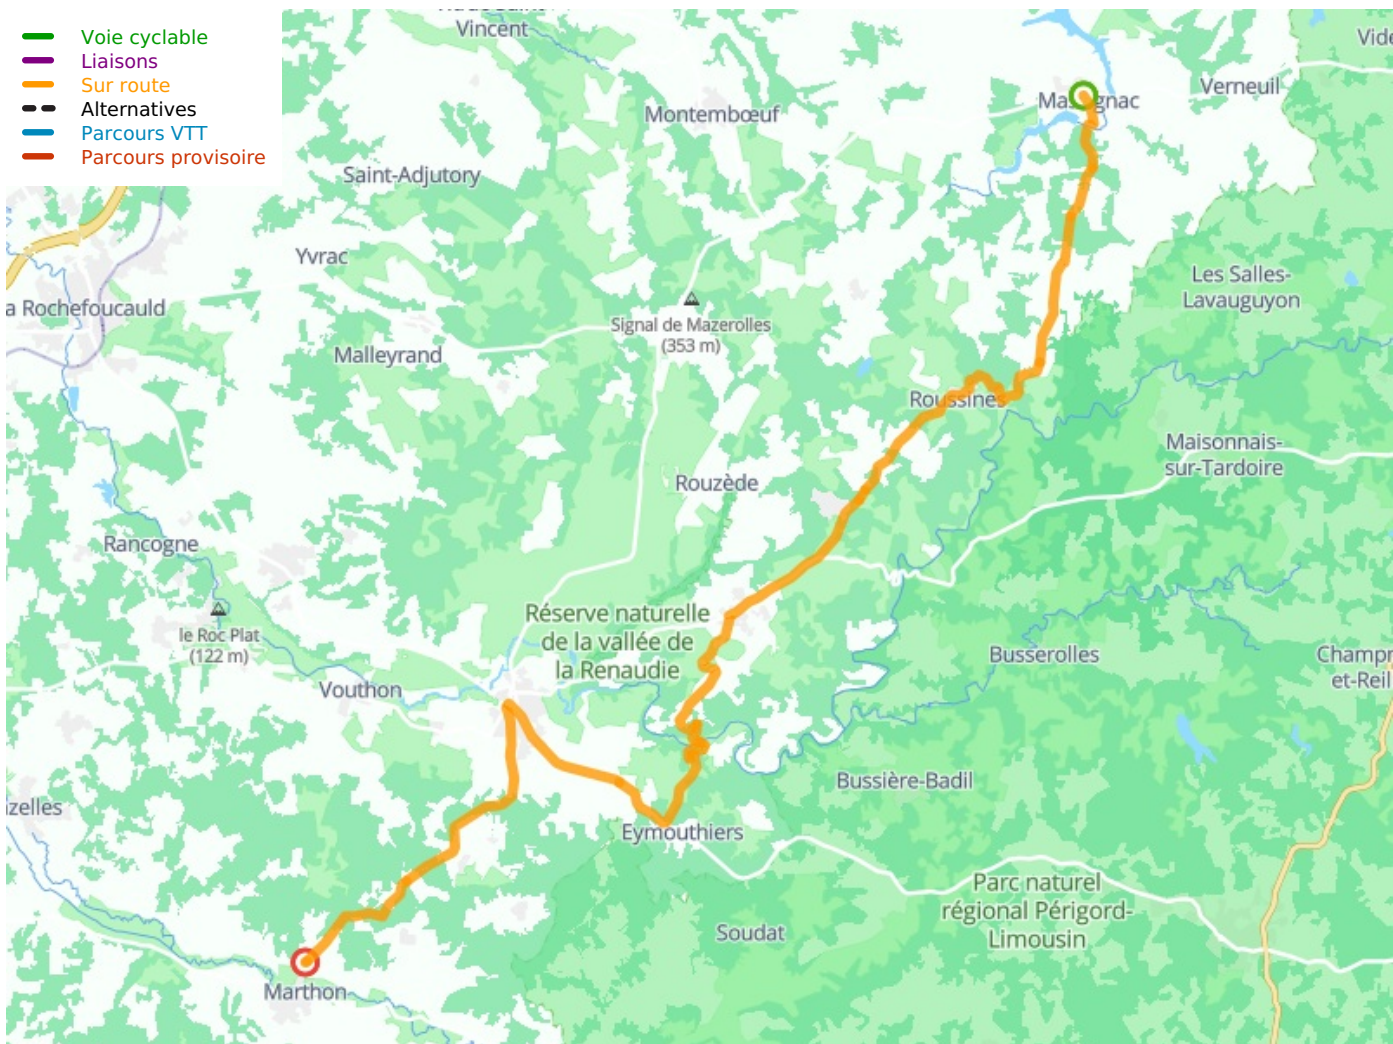 Voie cyclable
Liaisons
Sur route
Alternatives
Parcours VTT
Parcours provisoire
Vincent
Montembœuf
Verneuil
Saint-Adjutory
Yvrac
Les Salles-
Lavauguyon
a Rochefoucauld
Signal de Mazerolles
(353 m)
Malleyrand
Roussines
Maisonnais-
sur-Tardoire
Rouzède
Rancogne
Réserve naturelle
de la vallée de
la Renaudie
le Roc Plat
(122 m)
Busserolles
Champ
et-Reil
Vouthon
Bussière-Badil
zelles
Eymouthiers
Parc naturel
régional Périgord-
Limousin
Soudat
Marthon